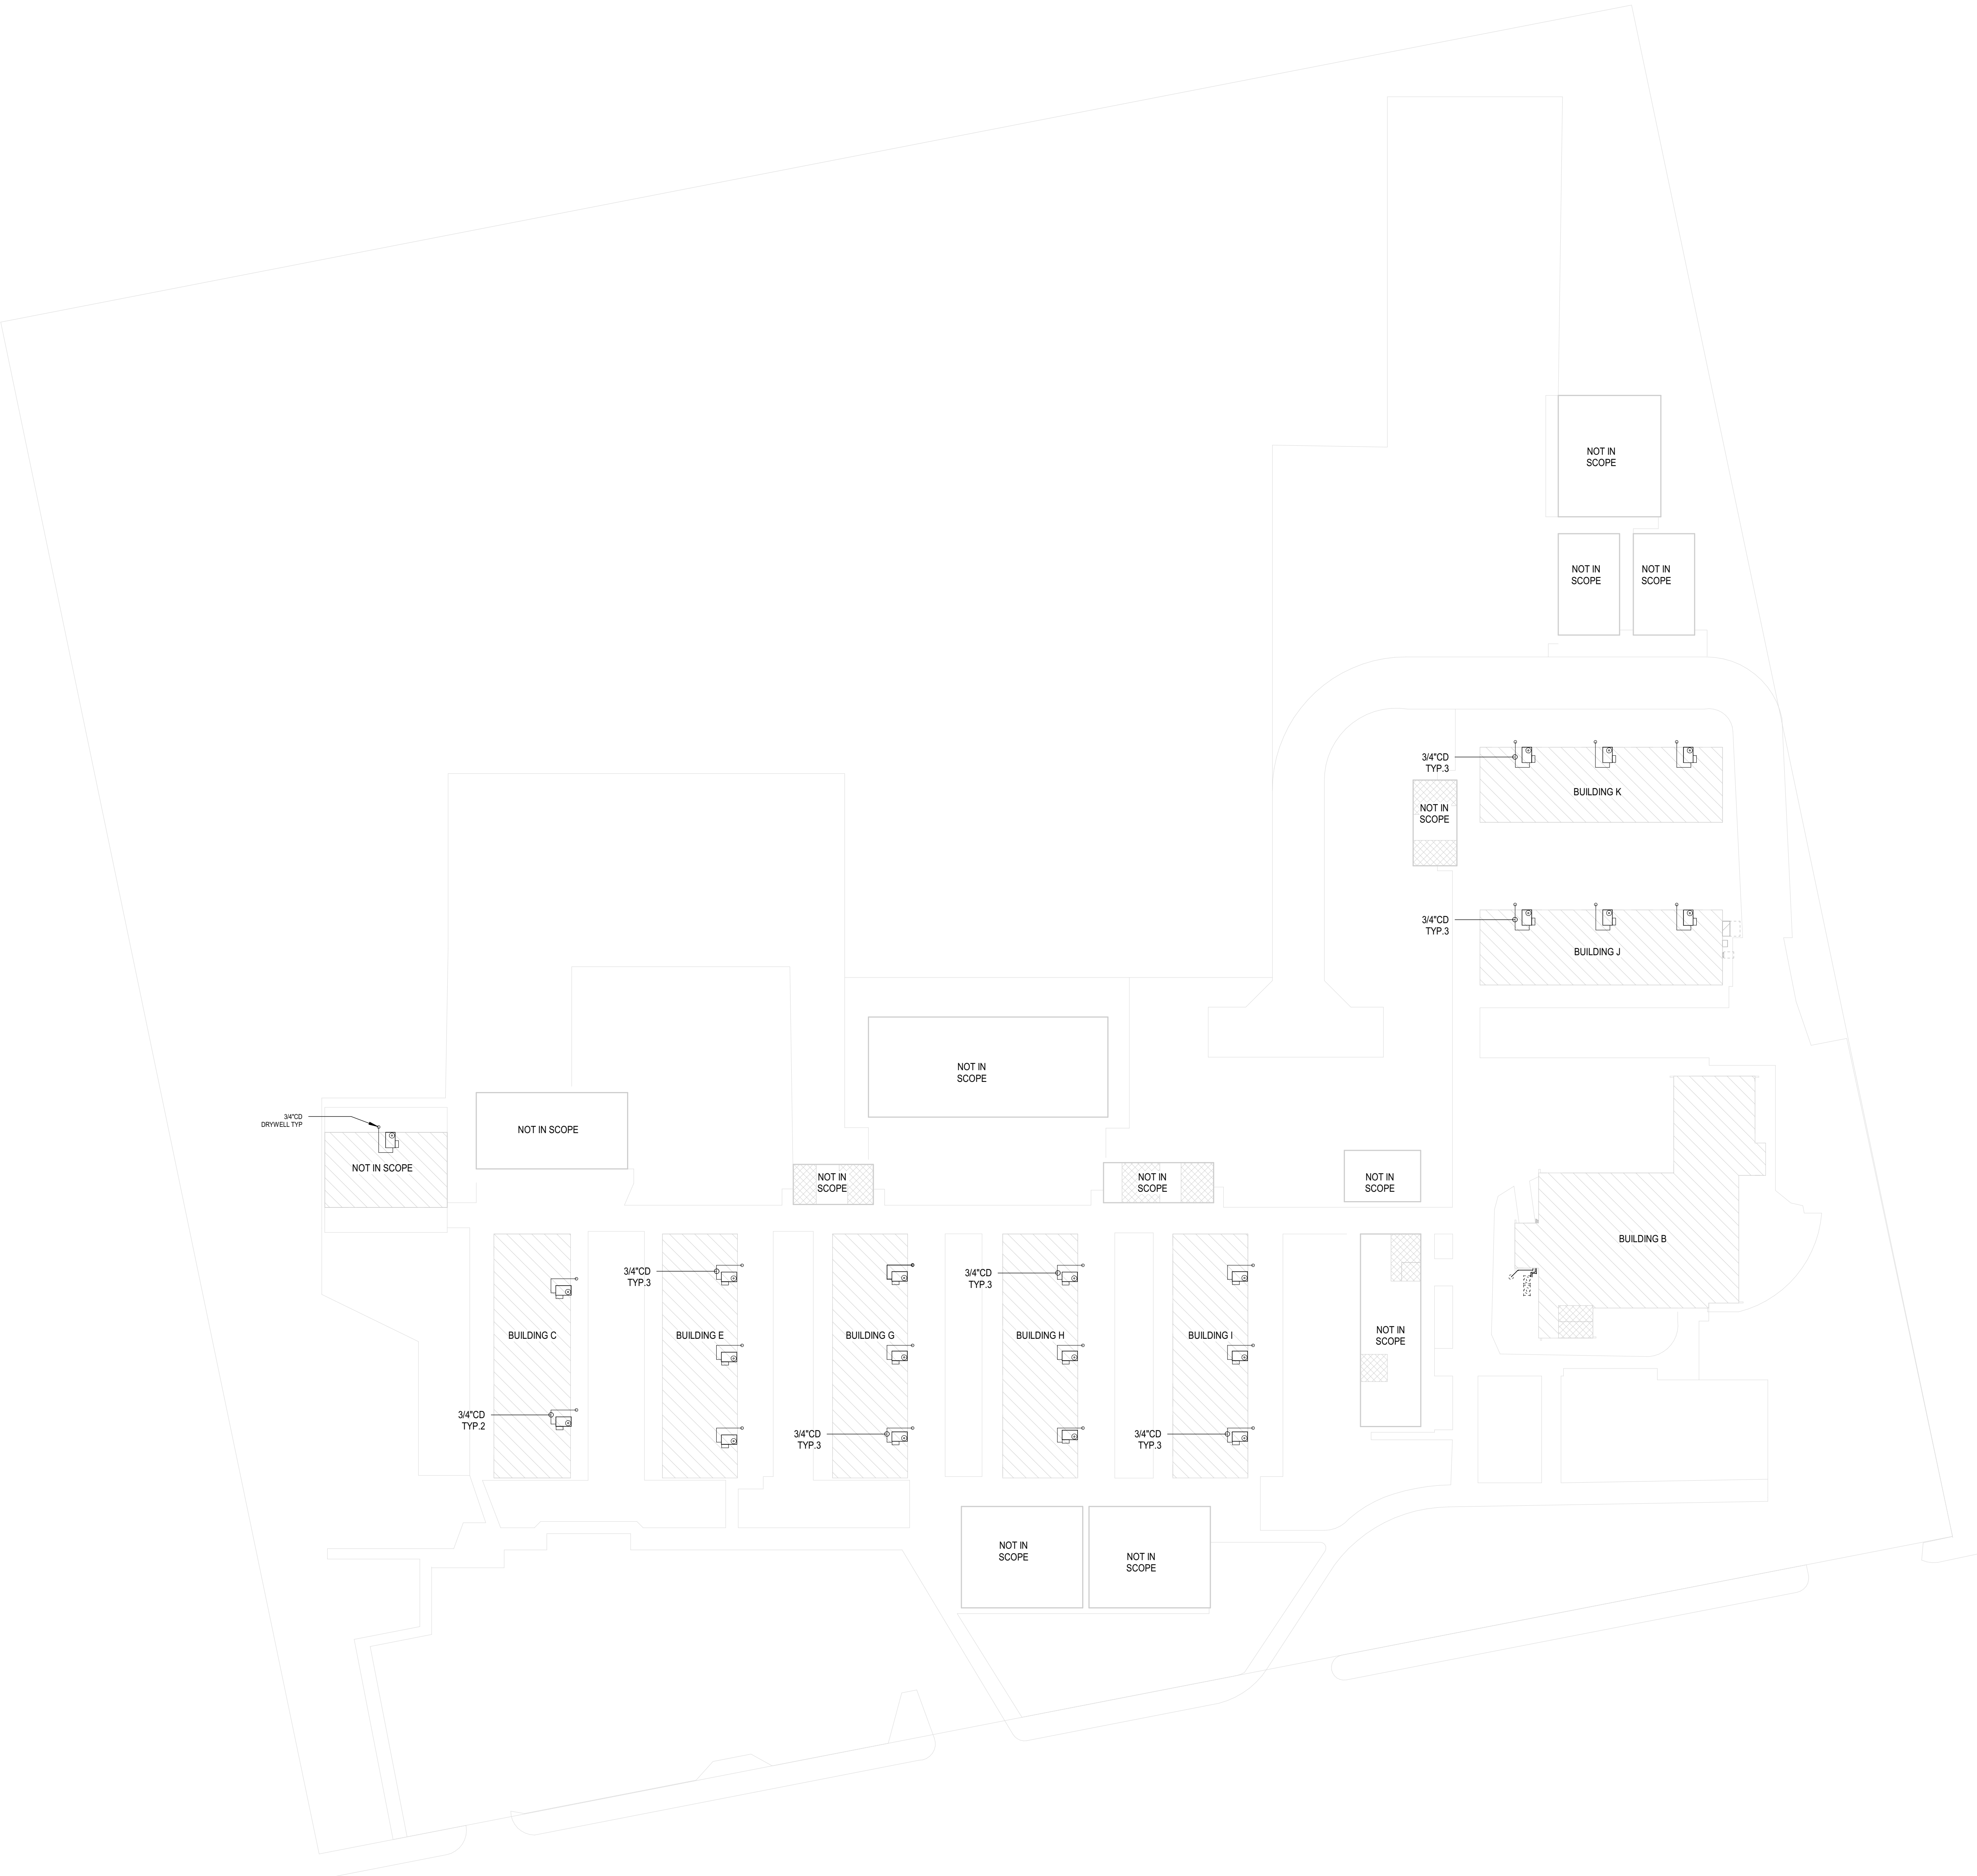 NOT IN
SCOPE
NOT IN
SCOPE
NOT IN
SCOPE
3/4"CD
TYP.3
BUILDING K
NOT IN
SCOPE
3/4"CD
TYP.3
BUILDING J
NOT IN
SCOPE
3/4"CD
DRYWELL TYP
NOT IN SCOPE
NOT IN SCOPE
NOT IN
SCOPE
NOT IN
SCOPE
NOT IN
SCOPE
BUILDING B
3/4"CD
TYP.3
3/4"CD
TYP.3
BUILDING C
BUILDING E
BUILDING G
BUILDING H
BUILDING I
NOT IN
SCOPE
3/4"CD
TYP.2
3/4"CD
TYP.3
3/4"CD
TYP.3
NOT IN
SCOPE
NOT IN
SCOPE